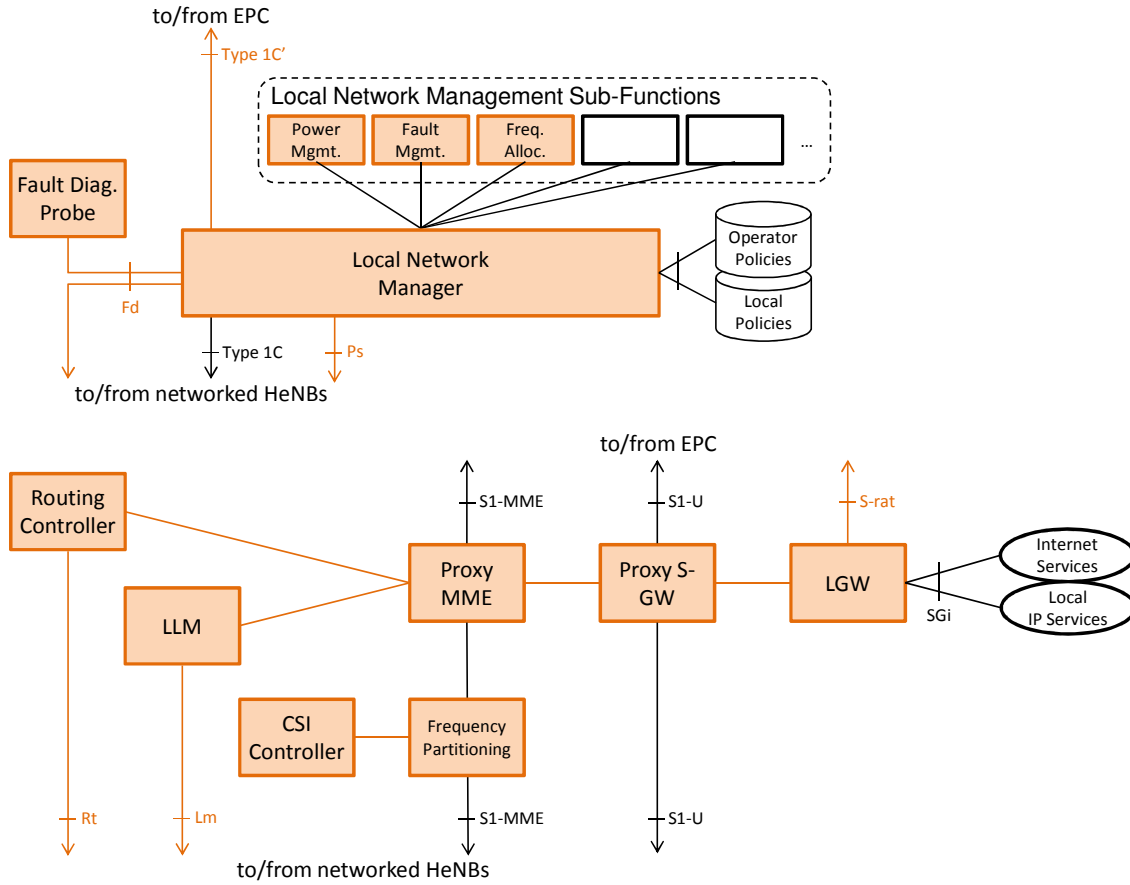 to/from EPC
Type 1C’
Local Network Management Sub-Functions
Power
Mgmt.
Fault
Mgmt.
Freq.
Alloc.
...
Fault Diag.
Probe
Local Network
Manager
Operator
Policies
Local
Policies
Fd
Type 1C
Ps
to/from networked HeNBs
to/from EPC
S1-MME
S1-U
S-rat
Routing
Controller
Proxy
MME
Proxy S-
GW
LGW
Internet
Services
Local
IP Services
SGi
LLM
CSI
Controller
Frequency
Partitioning
Rt
Lm
S1-MME
S1-U
to/from networked HeNBs